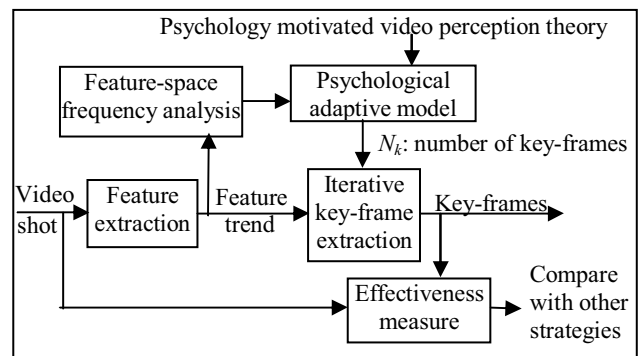 Psychology motivated video perception theory
Feature-space
frequency analysis
Psychological
adaptive model
N_k: number of key-frames
Video
shot
Feature
extraction
Feature
trend
Iterative
key-frame
extraction
Key-frames
Effectiveness
measure
Compare
with other
strategies